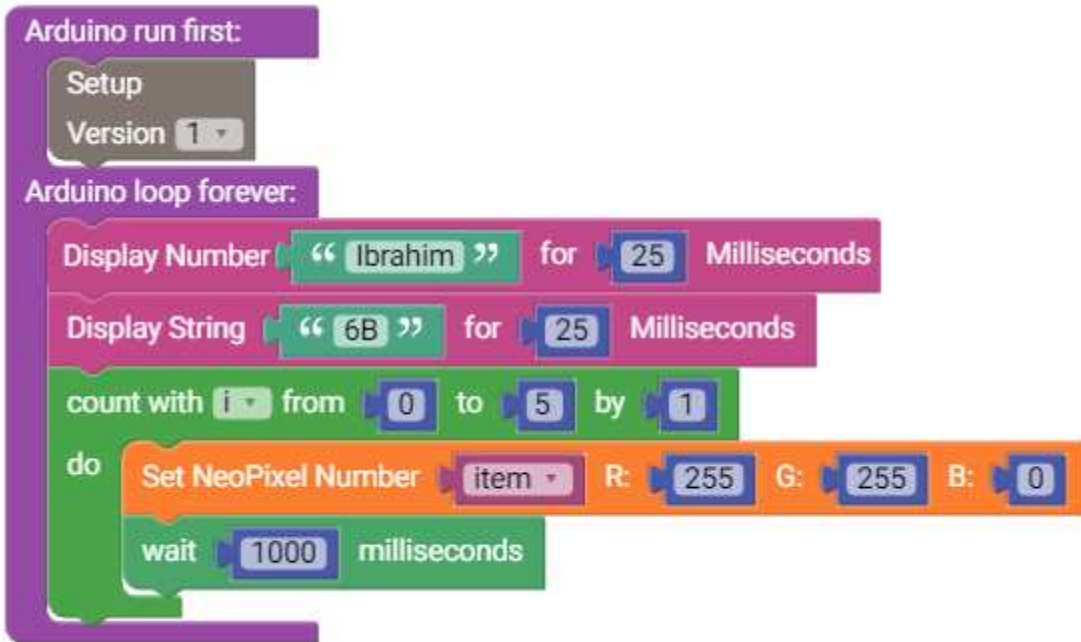 Arduino run first:
Setup
Version 1
Arduino loop forever:
Display Number “ Ibrahim ” for 25 Milliseconds
Display String “ 6B ” for 25 Milliseconds
count with i from 0 to 5 by 1
do Set NeoPixel Number item R: 255 G: 255 B: 0
wait 1000 milliseconds